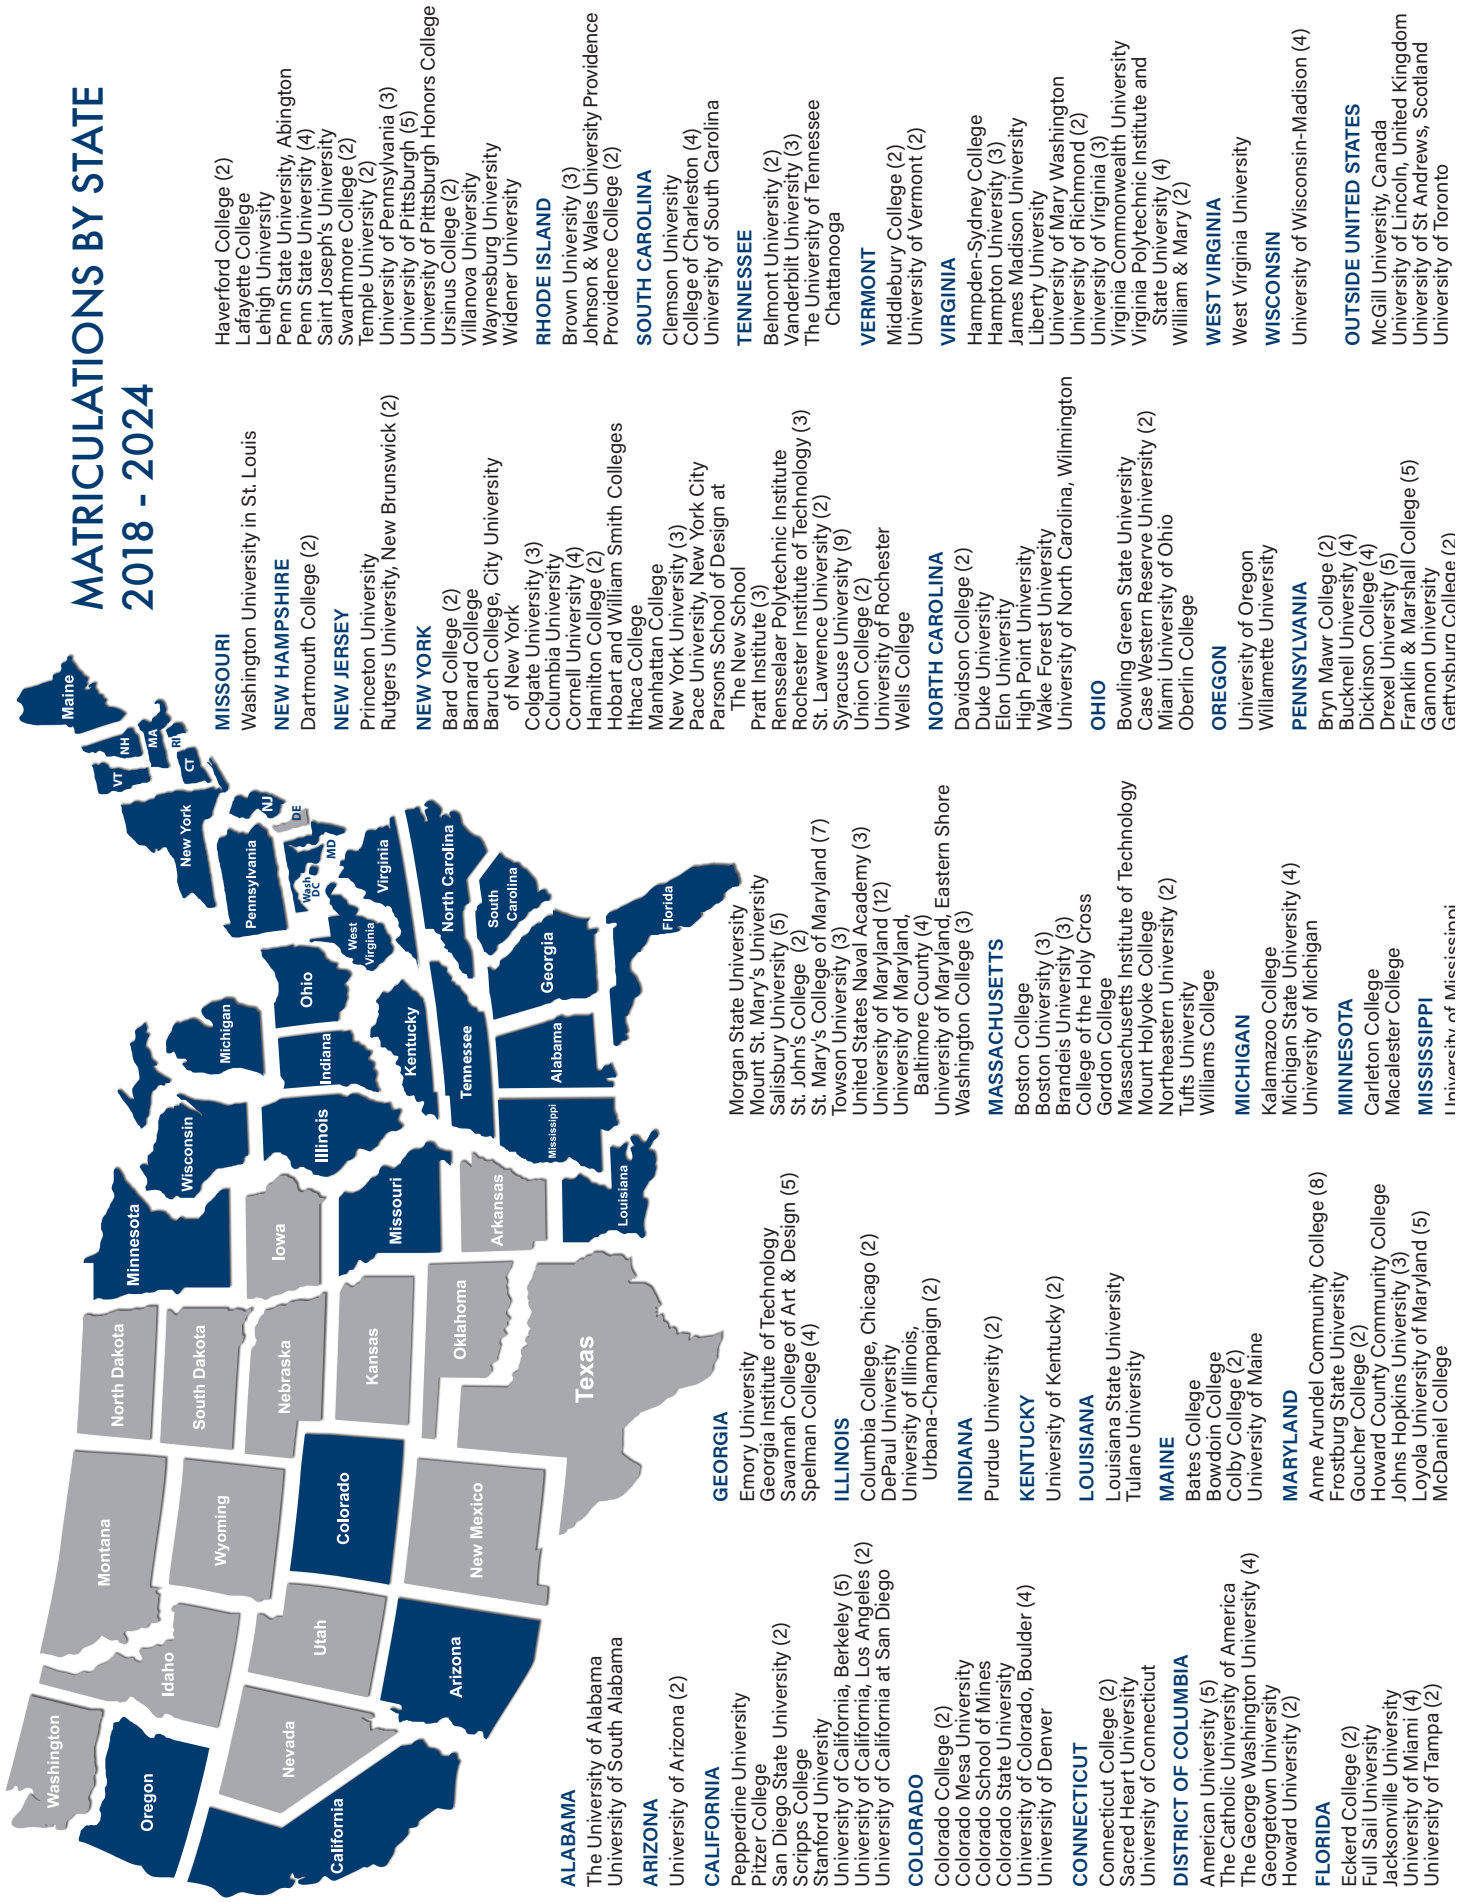 MATRICULATIONS BY STATE
2018 - 2024
Washington
Oregon
California
Nevada
Idaho
Montana
Wyoming
Utah
Arizona
Colorado
New Mexico
North Dakota
South Dakota
Nebraska
Kansas
Oklahoma
Texas
Minnesota
Iowa
Missouri
Arkansas
Louisiana
Wisconsin
Illinois
Michigan
Indiana
Ohio
Kentucky
Tennessee
Mississippi
Alabama
Georgia
Florida
South
Carolina
North Carolina
Virginia
West
Virginia
Wash
DC
MD
DE
NJ
Pennsylvania
New York
VT
NH
MA
RI
CT
Maine
ALABAMA
The University of Alabama
University of South Alabama
ARIZONA
University of Arizona (2)
CALIFORNIA
Pepperdine University
Pitzer College
San Diego State University (2)
Scripps College
Stanford University
University of California, Berkeley (5)
University of California, Los Angeles (2)
University of California at San Diego
COLORADO
Colorado College (2)
Colorado Mesa University
Colorado School of Mines
Colorado State University
University of Colorado, Boulder (4)
University of Denver
CONNECTICUT
Connecticut College (2)
Sacred Heart University
University of Connecticut
DISTRICT OF COLUMBIA
American University (5)
The Catholic University of America
The George Washington University (4)
Georgetown University
Howard University (2)
FLORIDA
Eckerd College (2)
Full Sail University
Jacksonville University
University of Miami (4)
University of Tampa (2)
GEORGIA
Emory University
Georgia Institute of Technology
Savannah College of Art & Design (5)
Spelman College (4)
ILLINOIS
Columbia College, Chicago (2)
DePaul University
University of Illinois,
Urbana-Champaign (2)
INDIANA
Purdue University (2)
KENTUCKY
University of Kentucky (2)
LOUISIANA
Louisiana State University
Tulane University
MAINE
Bates College
Bowdoin College
Colby College (2)
University of Maine
MARYLAND
Anne Arundel Community College (8)
Frostburg State University
Goucher College (2)
Howard County Community College
Johns Hopkins University (3)
Loyola University of Maryland (5)
McDaniel College
Morgan State University
Mount St. Mary's University
Salisbury University (5)
St. John's College (2)
St. Mary's College of Maryland (7)
Towson University (3)
United States Naval Academy (3)
University of Maryland (12)
University of Maryland,
Baltimore County (4)
University of Maryland, Eastern Shore
Washington College (3)
MASSACHUSETTS
Boston College
Boston University (3)
Brandeis University (3)
College of the Holy Cross
Gordon College
Massachusetts Institute of Technology
Mount Holyoke College
Northeastern University (2)
Tufts University
Williams College
MICHIGAN
Kalamazoo College
Michigan State University (4)
University of Michigan
MINNESOTA
Carleton College
Macalester College
MISSISSIPPI
University of Mississippi
MISSOURI
Washington University in St. Louis
NEW HAMPSHIRE
Dartmouth College (2)
NEW JERSEY
Princeton University
Rutgers University, New Brunswick (2)
NEW YORK
Bard College (2)
Barnard College
Baruch College, City University
of New York
Colgate University (3)
Columbia University
Cornell University (4)
Hamilton College (2)
Hobart and William Smith Colleges
Ithaca College
Manhattan College
New York University (3)
Pace University, New York City
Parsons School of Design at
The New School
Pratt Institute (3)
Rensselaer Polytechnic Institute
Rochester Institute of Technology (3)
St. Lawrence University (2)
Syracuse University (9)
Union College (2)
University of Rochester
Wells College
NORTH CAROLINA
Davidson College (2)
Duke University
Elon University
High Point University
Wake Forest University
University of North Carolina, Wilmington
OHIO
Bowling Green State University
Case Western Reserve University (2)
Miami University of Ohio
Oberlin College
OREGON
University of Oregon
Willamette University
PENNSYLVANIA
Bryn Mawr College (2)
Bucknell University (4)
Dickinson College (4)
Drexel University (5)
Franklin & Marshall College (5)
Gannon University
Gettysburg College (2)
Haverford College (2)
Lafayette College
Lehigh University
Penn State University, Abington
Penn State University (4)
Saint Joseph's University
Swarthmore College (2)
Temple University (2)
University of Pennsylvania (3)
University of Pittsburgh (5)
University of Pittsburgh Honors College
Ursinus College (2)
Villanova University
Waynesburg University
Widener University
RHODE ISLAND
Brown University (3)
Johnson & Wales University Providence
Providence College (2)
SOUTH CAROLINA
Clemson University
College of Charleston (4)
University of South Carolina
TENNESSEE
Belmont University (2)
Vanderbilt University (3)
The University of Tennessee
Chattanooga
VERMONT
Middlebury College (2)
University of Vermont (2)
VIRGINIA
Hampden-Sydney College
Hampton University (3)
James Madison University
Liberty University
University of Mary Washington
University of Richmond (2)
University of Virginia (3)
Virginia Commonwealth University
Virginia Polytechnic Institute and
State University (4)
William & Mary (2)
WEST VIRGINIA
West Virginia University
WISCONSIN
University of Wisconsin-Madison (4)
OUTSIDE UNITED STATES
McGill University, Canada
University of Lincoln, United Kingdom
University of St Andrews, Scotland
University of Toronto